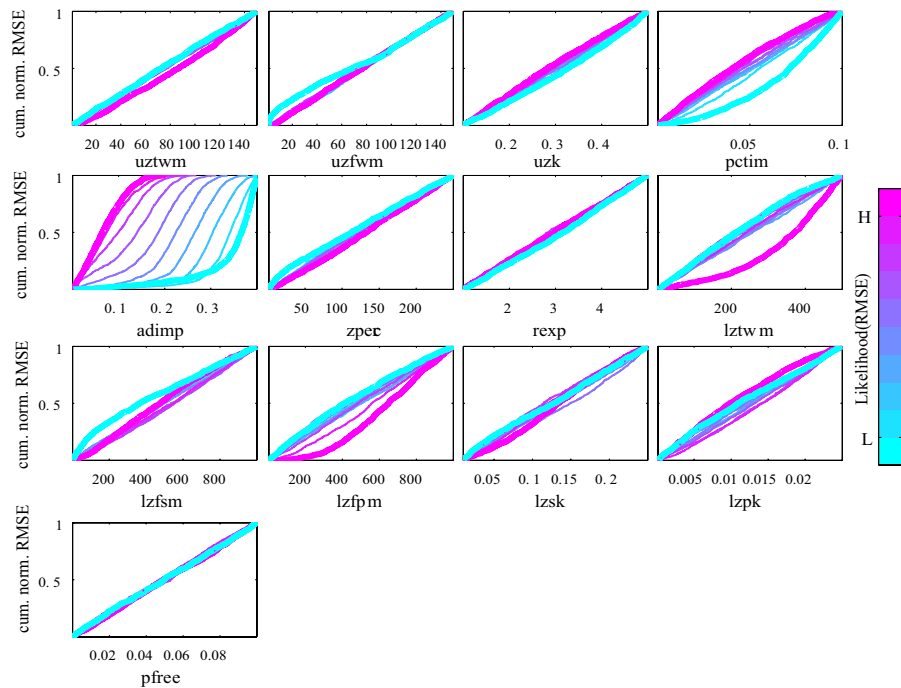 cum. norm. RMSE
1
0. 5
20 40 60 80 100 120 140
uztwm
20 40 60 80 100 120 140
uzfwm
0. 2 0. 4
uzk
0.05 0. 1
pctim
cum. norm. RMSE
1
0. 5
0. 1 0. 2 0. 3
adimp
50 100 150 200
zperc
2 3 4
rexp
200 400
lztwm
cum. norm. RMSE
1
0. 5
200 400 600 800
lzfsm
200 400 600 800
lzfpm
0.05 0. 1 0.15 0. 2
lzsk
0.005 0.01 0.015 0.02
lzpk
cum. norm. RMSE
1
0. 5
0.02 0.04 0.06 0.08
pfree
H
Likelihood(RMSE)
L